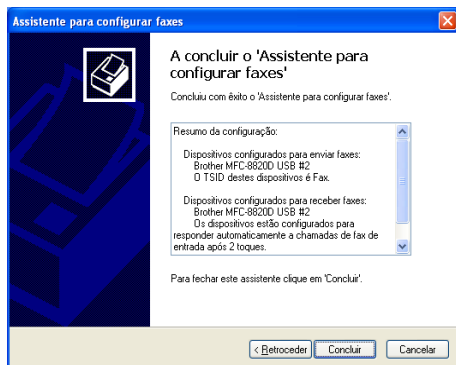 Assistente para configurar faxes
A concluir o 'Assistente para
configurar faxes'
Concluiu com êxito o 'Assistente para configurar faxes'.
Resumo da configuração:
Dispositivos configurados para enviar faxes:
Brother MFC-8820D USB #2
O TSID destes dispositivos é Fax.
Dispositivos configurados para receber faxes:
Brother MFC-8820D USB #2
Os dispositivos estão configurados para
responder automaticamente a chamadas de fax de
entrada após 2 toques.
Para fechar este assistente clique em 'Concluir'.
< Retroceder Concluir Cancelar